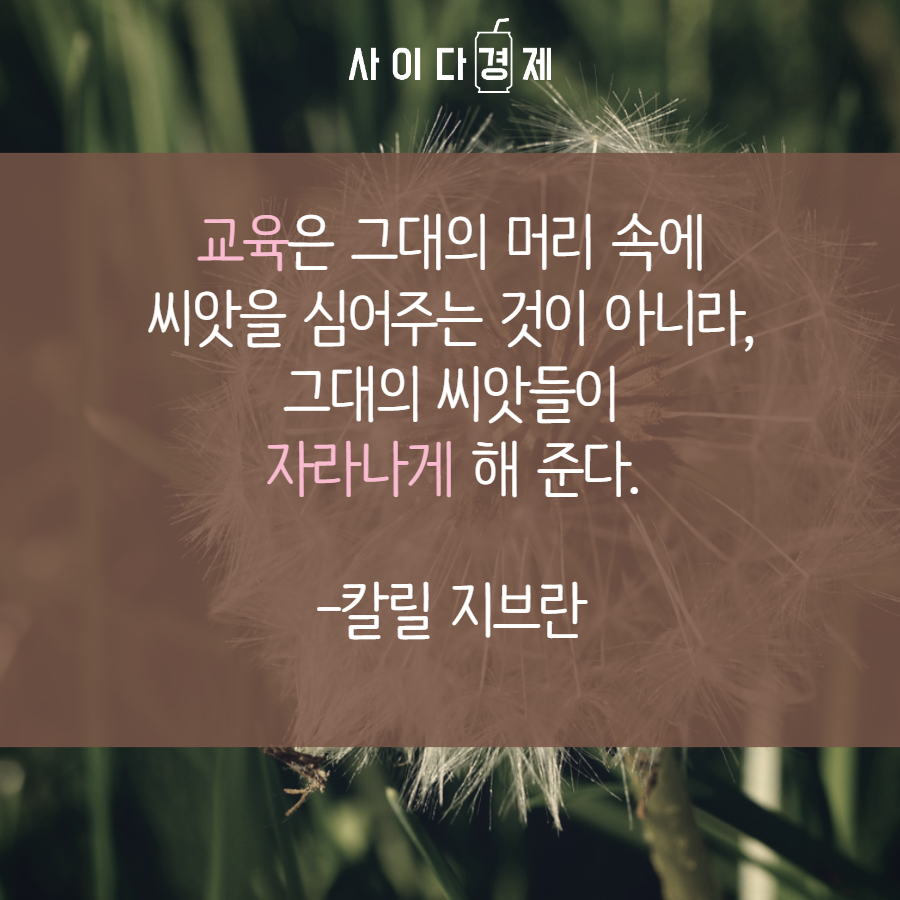 사이다경제
교육은 그대의 머리 속에
씨앗을 심어주는 것이 아니라,
그대의 씨앗들이
자라나게 해 준다.
-칼릴 지브란